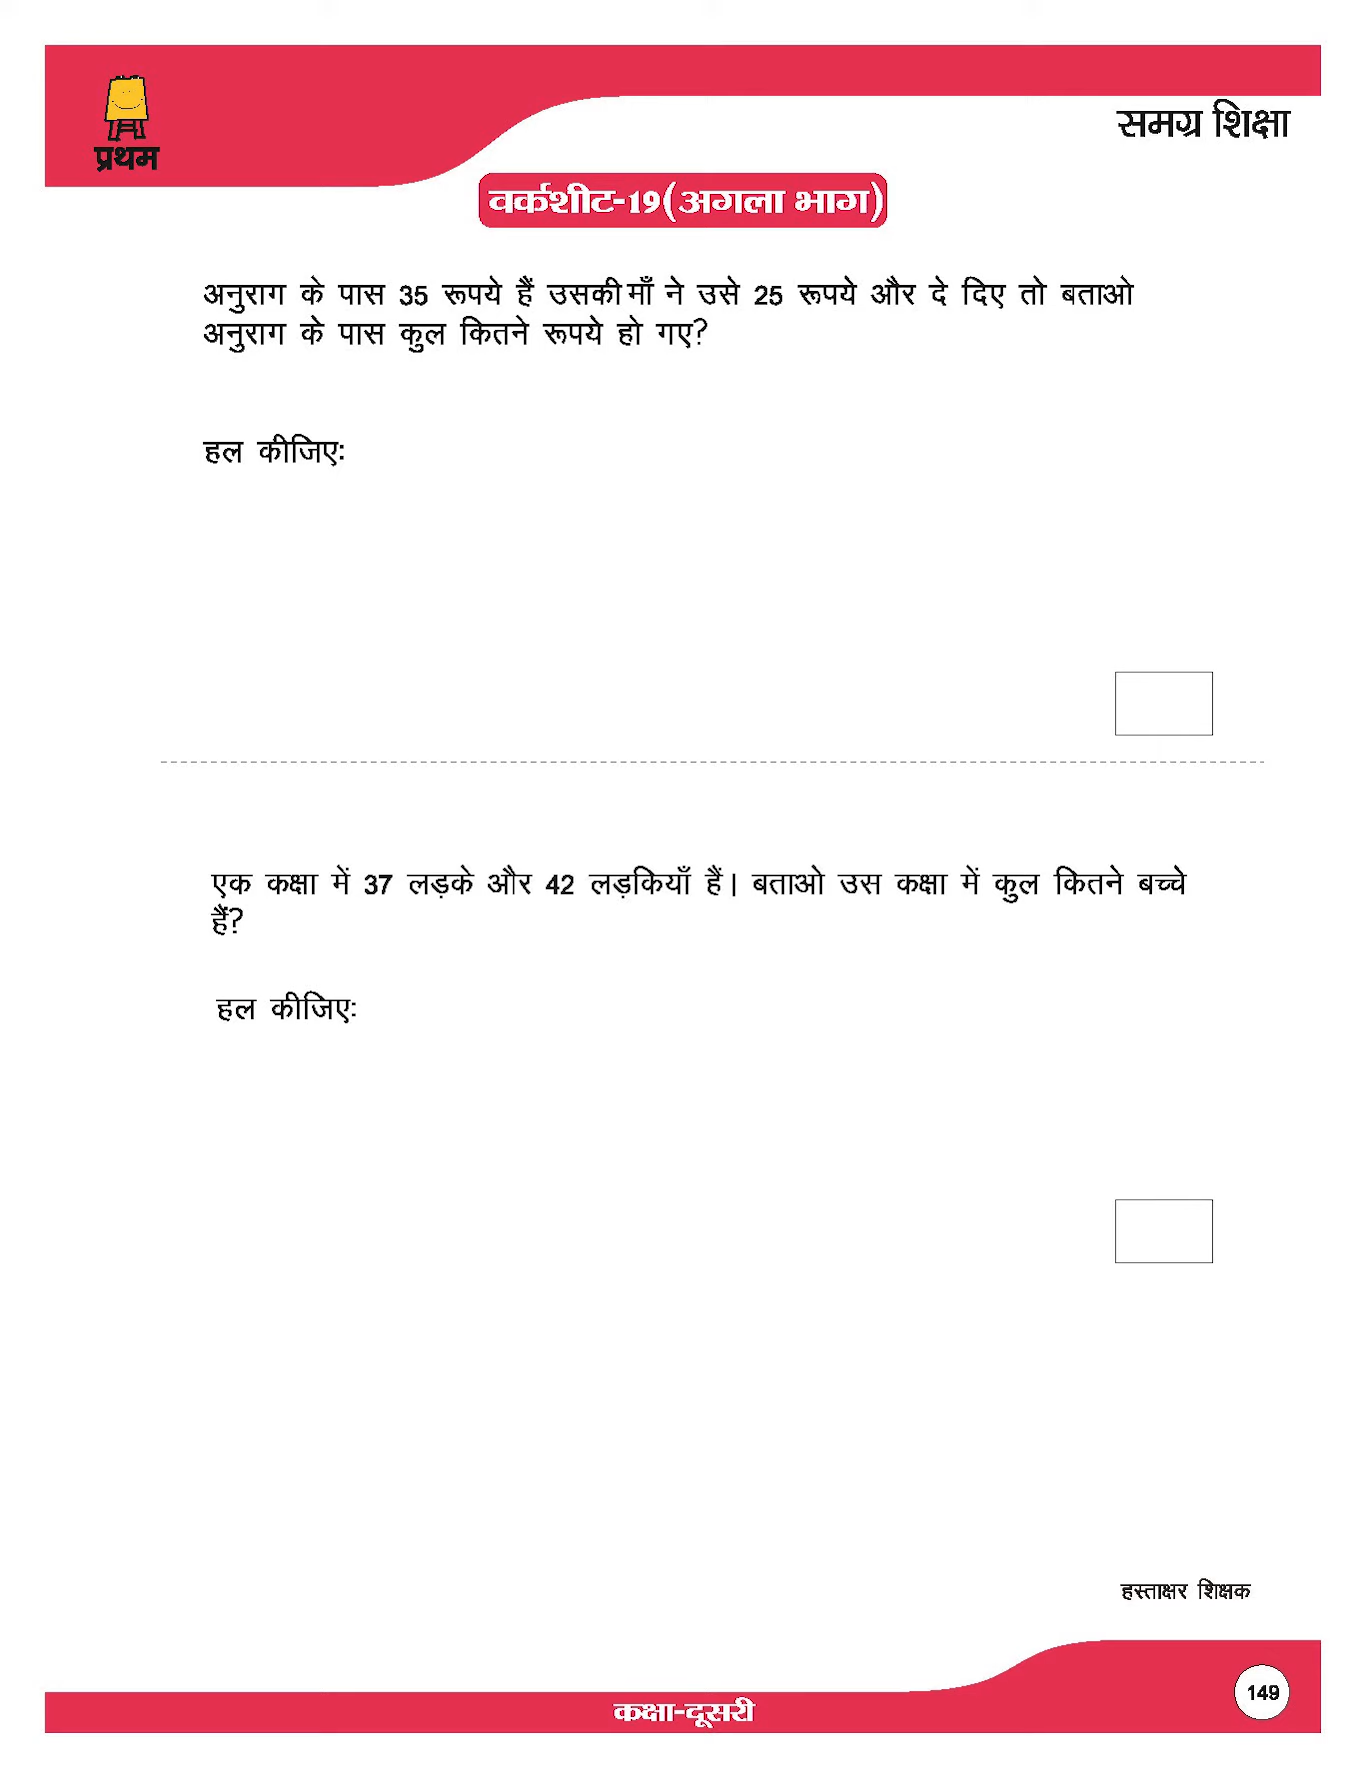 प्रथम
समग्र शिक्षा
वर्कशीट-19(अगला भाग)
अनुराग के पास 35 रूपये हैं उसकी माँ ने उसे 25 रूपये और दे दिए तो बताओ
अनुराग के पास कुल कितने रूपये हो गए?
हल कीजिए:
एक कक्षा में 37 लड़के और 42 लड़कियाँ हैं। बताओ उस कक्षा में कुल कितने बच्चे
हैं?
हल कीजिए:
हस्ताक्षर शिक्षक
149
कक्षा-दूसरी